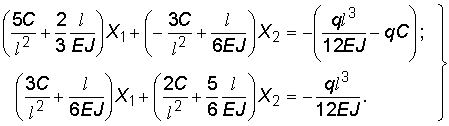 (5C/l² + 2/3 l/EJ)X₁ + (−3C/l² + l/6EJ)X₂ = −(ql³/12EJ − qC);
(3C/l² + l/6EJ)X₁ + (2C/l² + 5/6 l/EJ)X₂ = −ql³/12EJ.